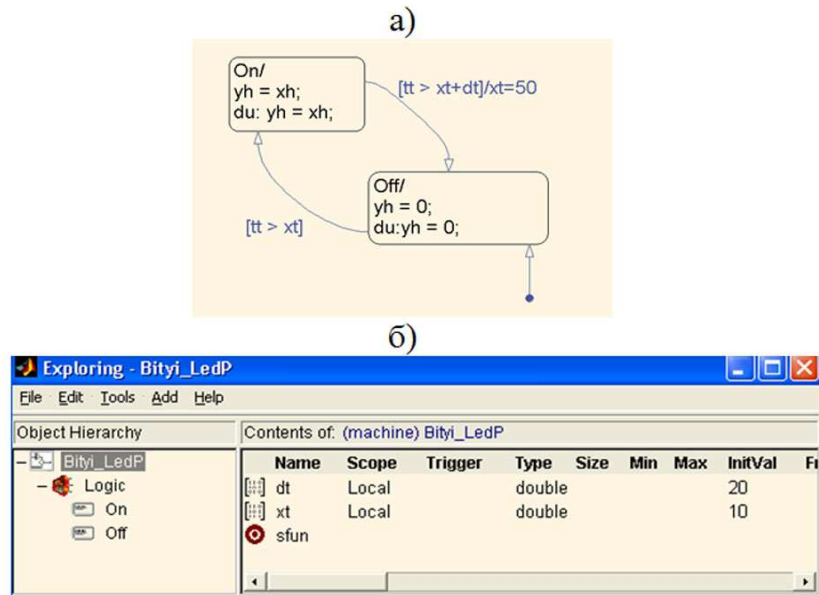 а)
On/
yh = xh;
du: yh = xh;
[tt > xt+dt]/xt=50
Off/
yh = 0;
du:yh = 0;
[tt > xt]
б)
Exploring - Bityi_LedP
File Edit Tools Add Help
Object Hierarchy Contents of: (machine) Bityi_LedP
Bityi_LedP Name Scope Trigger Type Size Min Max InitVal
Logic dt Local double 20
On xt Local double 10
Off sfun